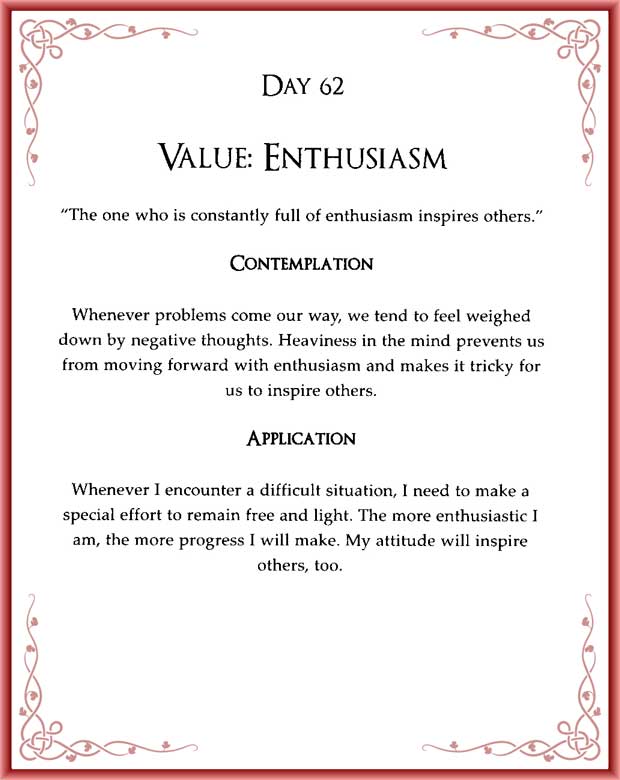 Day 62
Value: Enthusiasm
“The one who is constantly full of enthusiasm inspires others.”
Contemplation
Whenever problems come our way, we tend to feel weighed
down by negative thoughts. Heaviness in the mind prevents us
from moving forward with enthusiasm and makes it tricky for
us to inspire others.
Application
Whenever I encounter a difficult situation, I need to make a
special effort to remain free and light. The more enthusiastic I
am, the more progress I will make. My attitude will inspire
others, too.